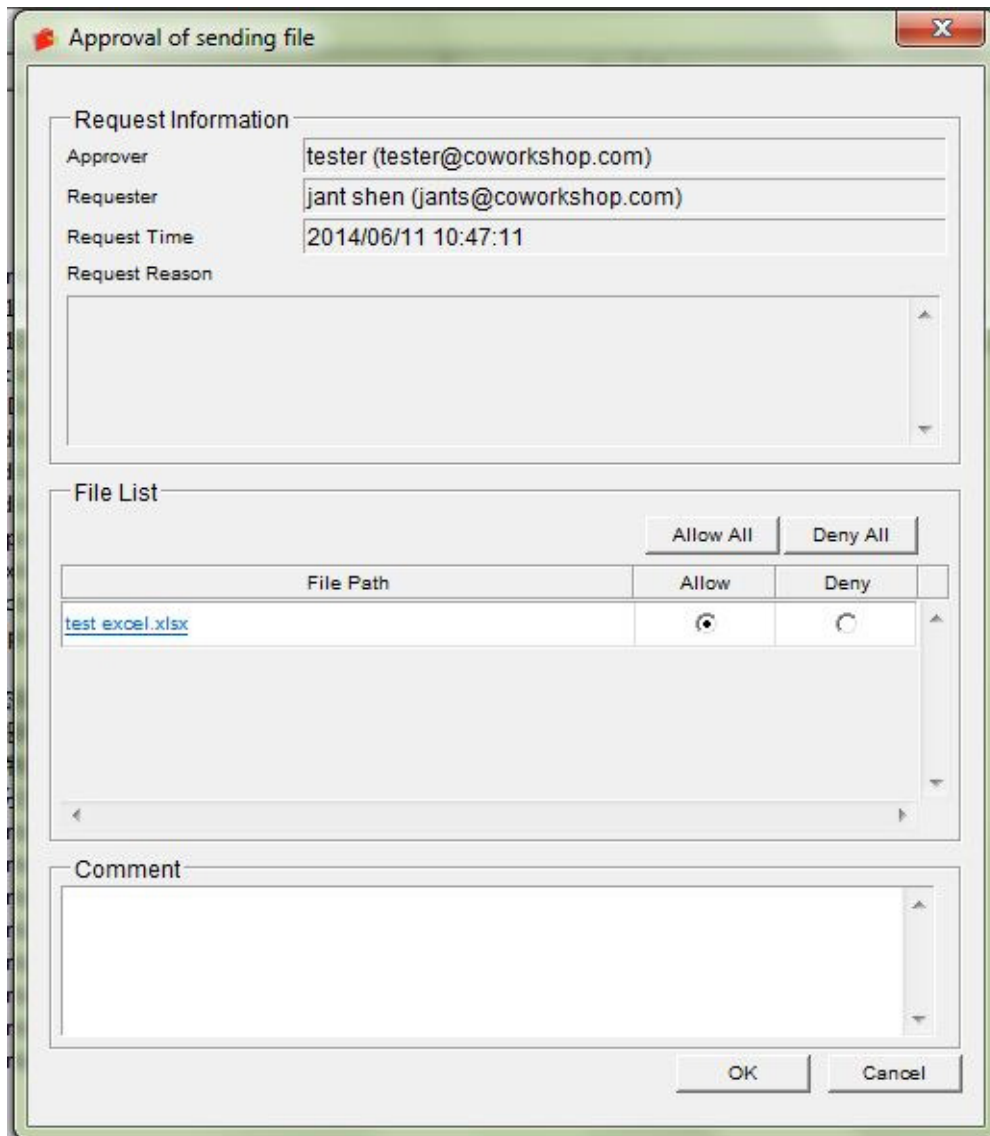 Approval of sending file
Request Information
Approver tester (tester@coworkshop.com)
Requester jant shen (jants@coworkshop.com)
Request Time 2014/06/11 10:47:11
Request Reason
File List
Allow All Deny All
File Path Allow Deny
test excel.xlsx
Comment
OK Cancel